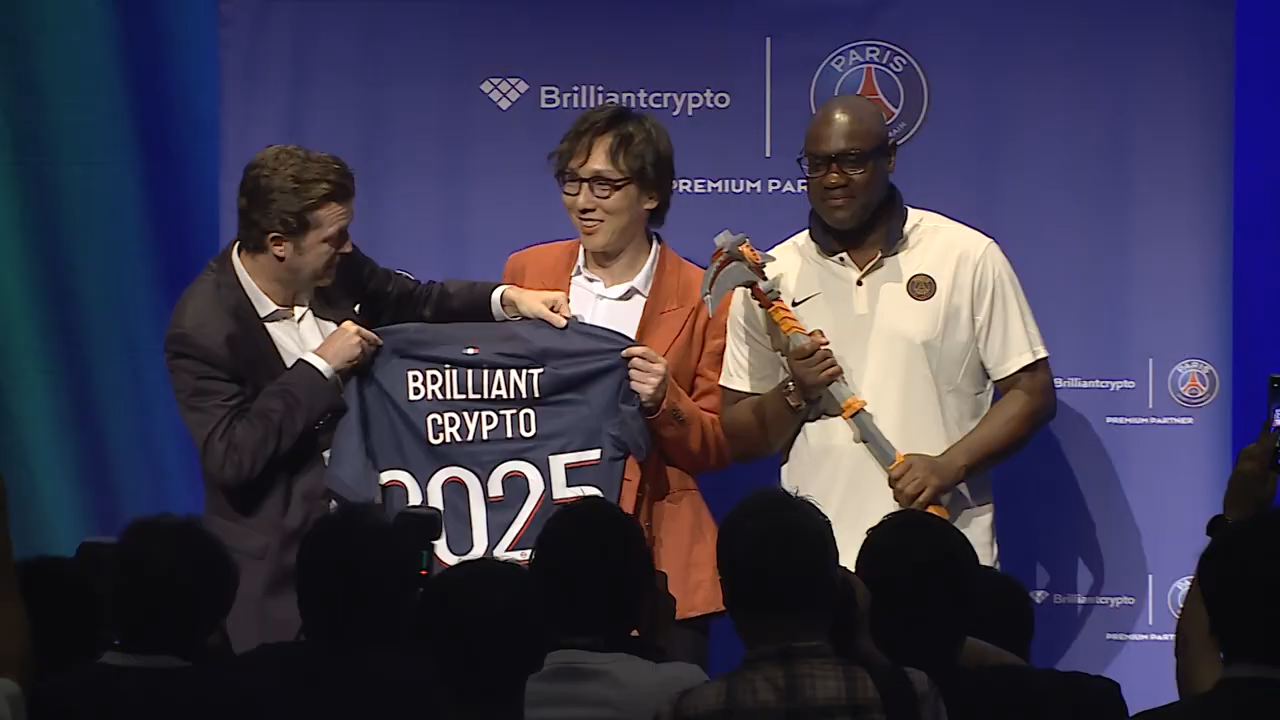 Brilliantcrypto
PARIS
PREMIUM PAR
BRILLIANT
CRYPTO
2025
Brilliantcrypto
PREMIUM PARTNER
Brilliantcrypto
PREMIUM PART